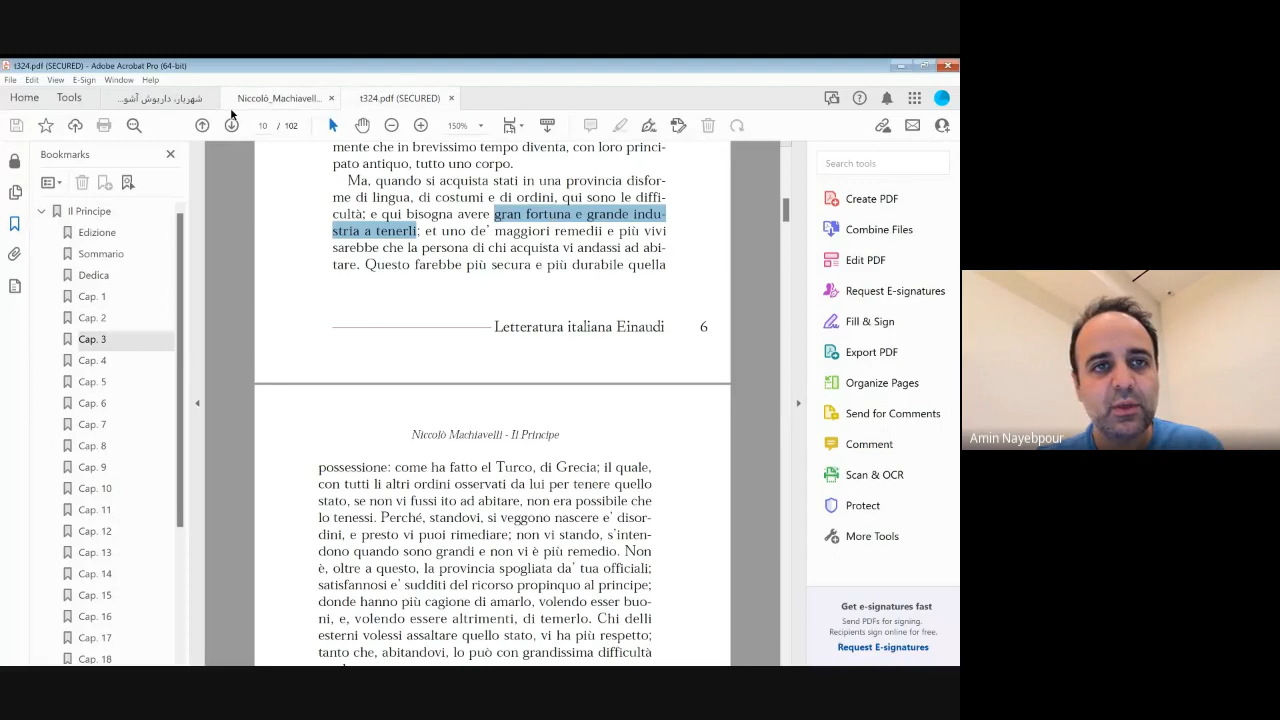 t324.pdf (SECURED) - Adobe Acrobat Pro (64-bit)
File Edit View E-Sign Window Help
Home Tools شهریار، داریوش آشو... Niccolò_Machiavell... × t324.pdf (SECURED) ×
10 / 102 150%
Bookmarks
Il Principe
Edizione
Sommario
Dedica
Cap. 1
Cap. 2
Cap. 3
Cap. 4
Cap. 5
Cap. 6
Cap. 7
Cap. 8
Cap. 9
Cap. 10
Cap. 11
Cap. 12
Cap. 13
Cap. 14
Cap. 15
Cap. 16
Cap. 17
Cap. 18
mente che in brevissimo tempo diventa, con loro princi-
pato antiquo, tutto uno corpo.
Ma, quando si acquista stati in una provincia disfor-
me di lingua, di costumi e di ordini, qui sono le diffi-
cultà; e qui bisogna avere gran fortuna e grande indu-
stria a tenerli; et uno de' maggiori remedii e più vivi
sarebbe che la persona di chi acquista vi andassi ad abi-
tare. Questo farebbe più secura e più durabile quella
Letteratura italiana Einaudi 6
Niccolò Machiavelli - Il Principe
possessione: come ha fatto el Turco, di Grecia; il quale,
con tutti li altri ordini osservati da lui per tenere quello
stato, se non vi fussi ito ad abitare, non era possibile che
lo tenessi. Perché, standovi, si veggono nascere e' disor-
dini, e presto vi puoi rimediare; non vi stando, s'inten-
dono quando sono grandi e non vi è più remedio. Non
è, oltre a questo, la provincia spogliata da' tua officiali;
satisfannosi e' sudditi del ricorso propinquo al principe;
donde hanno più cagione di amarlo, volendo esser buo-
ni, e, volendo essere altrimenti, di temerlo. Chi delli
esterni volessi assaltare quello stato, vi ha più respetto;
tanto che, abitandovi, lo può con grandissima difficultà
Search tools
Create PDF
Combine Files
Edit PDF
Request E-signatures
Fill & Sign
Export PDF
Organize Pages
Send for Comments
Comment
Scan & OCR
Protect
More Tools
Get e-signatures fast
Send PDFs for signing.
Recipients sign online for free.
Request E-Signatures
Amin Nayebpour